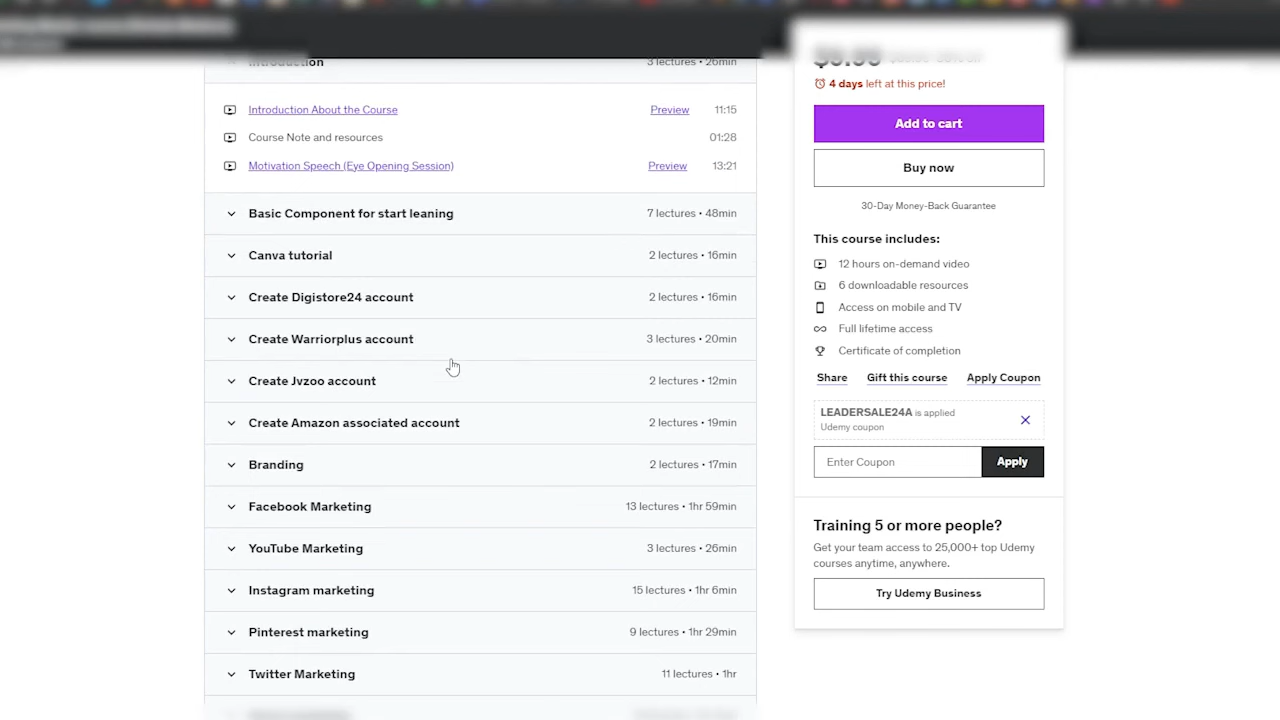 Introduction
3 lectures • 26min
Introduction About the Course
Preview
11:15
Course Note and resources
01:28
Motivation Speech (Eye Opening Session)
Preview
13:21
Basic Component for start leaning
7 lectures • 48min
Canva tutorial
2 lectures • 16min
Create Digistore24 account
2 lectures • 16min
Create Warriorplus account
3 lectures • 20min
Create Jvzoo account
2 lectures • 12min
Create Amazon associated account
2 lectures • 19min
Branding
2 lectures • 17min
Facebook Marketing
13 lectures • 1hr 59min
YouTube Marketing
3 lectures • 26min
Instagram marketing
15 lectures • 1hr 6min
Pinterest marketing
9 lectures • 1hr 29min
Twitter Marketing
11 lectures • 1hr
$9.99
4 days left at this price!
Add to cart
Buy now
30-Day Money-Back Guarantee
This course includes:
12 hours on-demand video
6 downloadable resources
Access on mobile and TV
Full lifetime access
Certificate of completion
Share
Gift this course
Apply Coupon
LEADERSALE24A is applied
Udemy coupon
Enter Coupon
Apply
Training 5 or more people?
Get your team access to 25,000+ top Udemy
courses anytime, anywhere.
Try Udemy Business